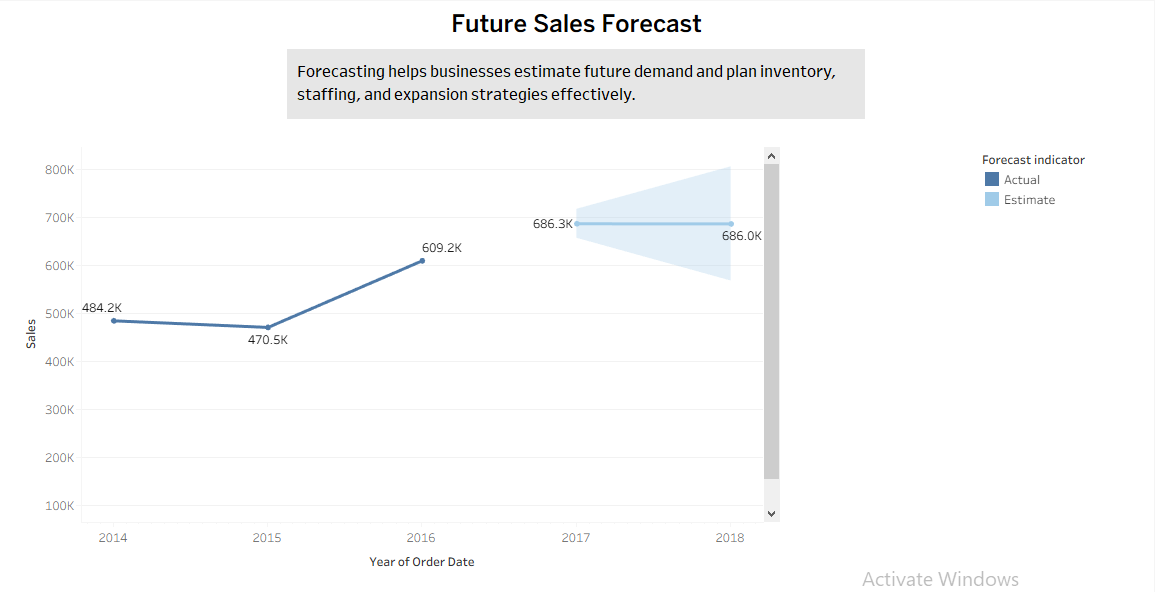 Future Sales Forecast
Forecasting helps businesses estimate future demand and plan inventory,
staffing, and expansion strategies effectively.
Forecast indicator
Actual
Estimate
800K
700K
600K
500K
400K
300K
200K
100K
Sales
484.2K
470.5K
609.2K
686.3K
686.0K
2014 2015 2016 2017 2018
Year of Order Date
Activate Windows